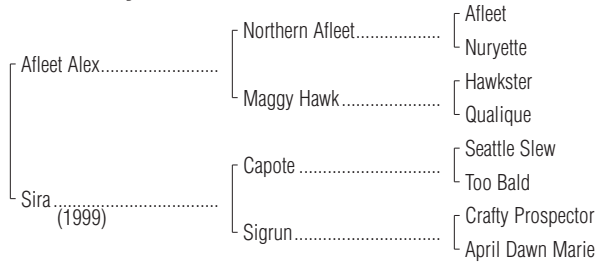 Afleet
Northern Afleet..................
Nuryette
Afleet Alex.........................
Hawkster
Maggy Hawk.....................
Qualique
Seattle Slew
Capote ..............................
Too Bald
Sira....................................
(1999)
Crafty Prospector
Sigrun...............................
April Dawn Marie